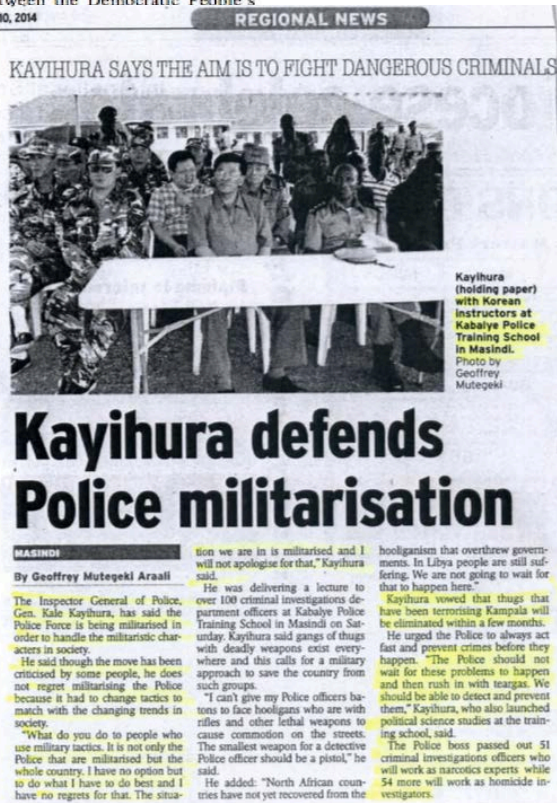 tween the Democratic People's
10, 2014
REGIONAL NEWS
KAYIHURA SAYS THE AIM IS TO FIGHT DANGEROUS CRIMINALS
Kayihura
(holding paper)
with Korean
instructors at
Kabalye Police
Training School
in Masindi.
Photo by
Geoffrey
Mutegeki
Kayihura defends
Police militarisation
MASINDI
By Geoffrey Mutegeki Araali
The Inspector General of Police,
Gen. Kale Kayihura, has said the
Police Force is being militarised in
order to handle the militaristic char-
acters in society.
He said though the move has been
criticised by some people, he does
not regret militarising the Police
because it had to change tactics to
match with the changing trends in
society.
"What do you do to people who
use military tactics. It is not only the
Police that are militarised but the
whole country. I have no option but
to do what I have to do best and I
have no regrets for that. The situa-
tion we are in is militarised and I
will not apologise for that," Kayihura
said.
He was delivering a lecture to
over 100 criminal investigations de-
partment officers at Kabalye Police
Training School in Masindi on Sat-
urday. Kayihura said gangs of thugs
with deadly weapons exist every-
where and this calls for a military
approach to save the country from
such groups.
"I can't give my Police officers ba-
tons to face hooligans who are with
rifles and other lethal weapons to
cause commotion on the streets.
The smallest weapon for a detective
Police officer should be a pistol," he
said.
He added: "North African coun-
tries have not yet recovered from the
hooliganism that overthrew govern-
ments. In Libya people are still suf-
fering. We are not going to wait for
that to happen here."
Kayihura vowed that thugs that
have been terrorising Kampala will
be eliminated within a few months.
He urged the Police to always act
fast and prevent crimes before they
happen. "The Police should not
wait for these problems to happen
and then rush in with teargas. We
should be able to detect and prevent
them," Kayihura, who also launched
political science studies at the train-
ing school, said.
The Police boss passed out 51
criminal investigations officers who
will work as narcotics experts while
54 more will work as homicide in-
vestigators.